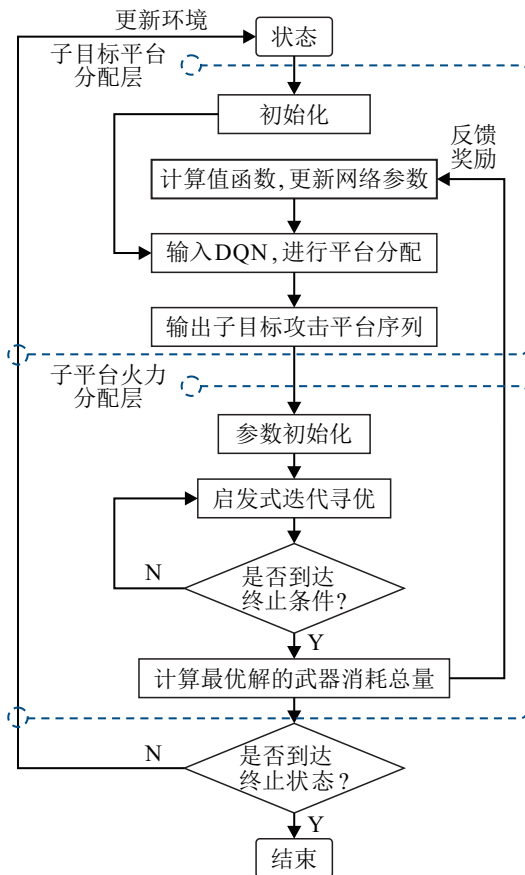 更新环境
状态
子目标平台
分配层
初始化
反馈
奖励
计算值函数,更新网络参数
输入DQN,进行平台分配
输出子目标攻击平台序列
子平台火力
分配层
参数初始化
启发式迭代寻优
N
是否到达
终止条件?
Y
计算最优解的武器消耗总量
N
是否到达
终止状态?
Y
结束